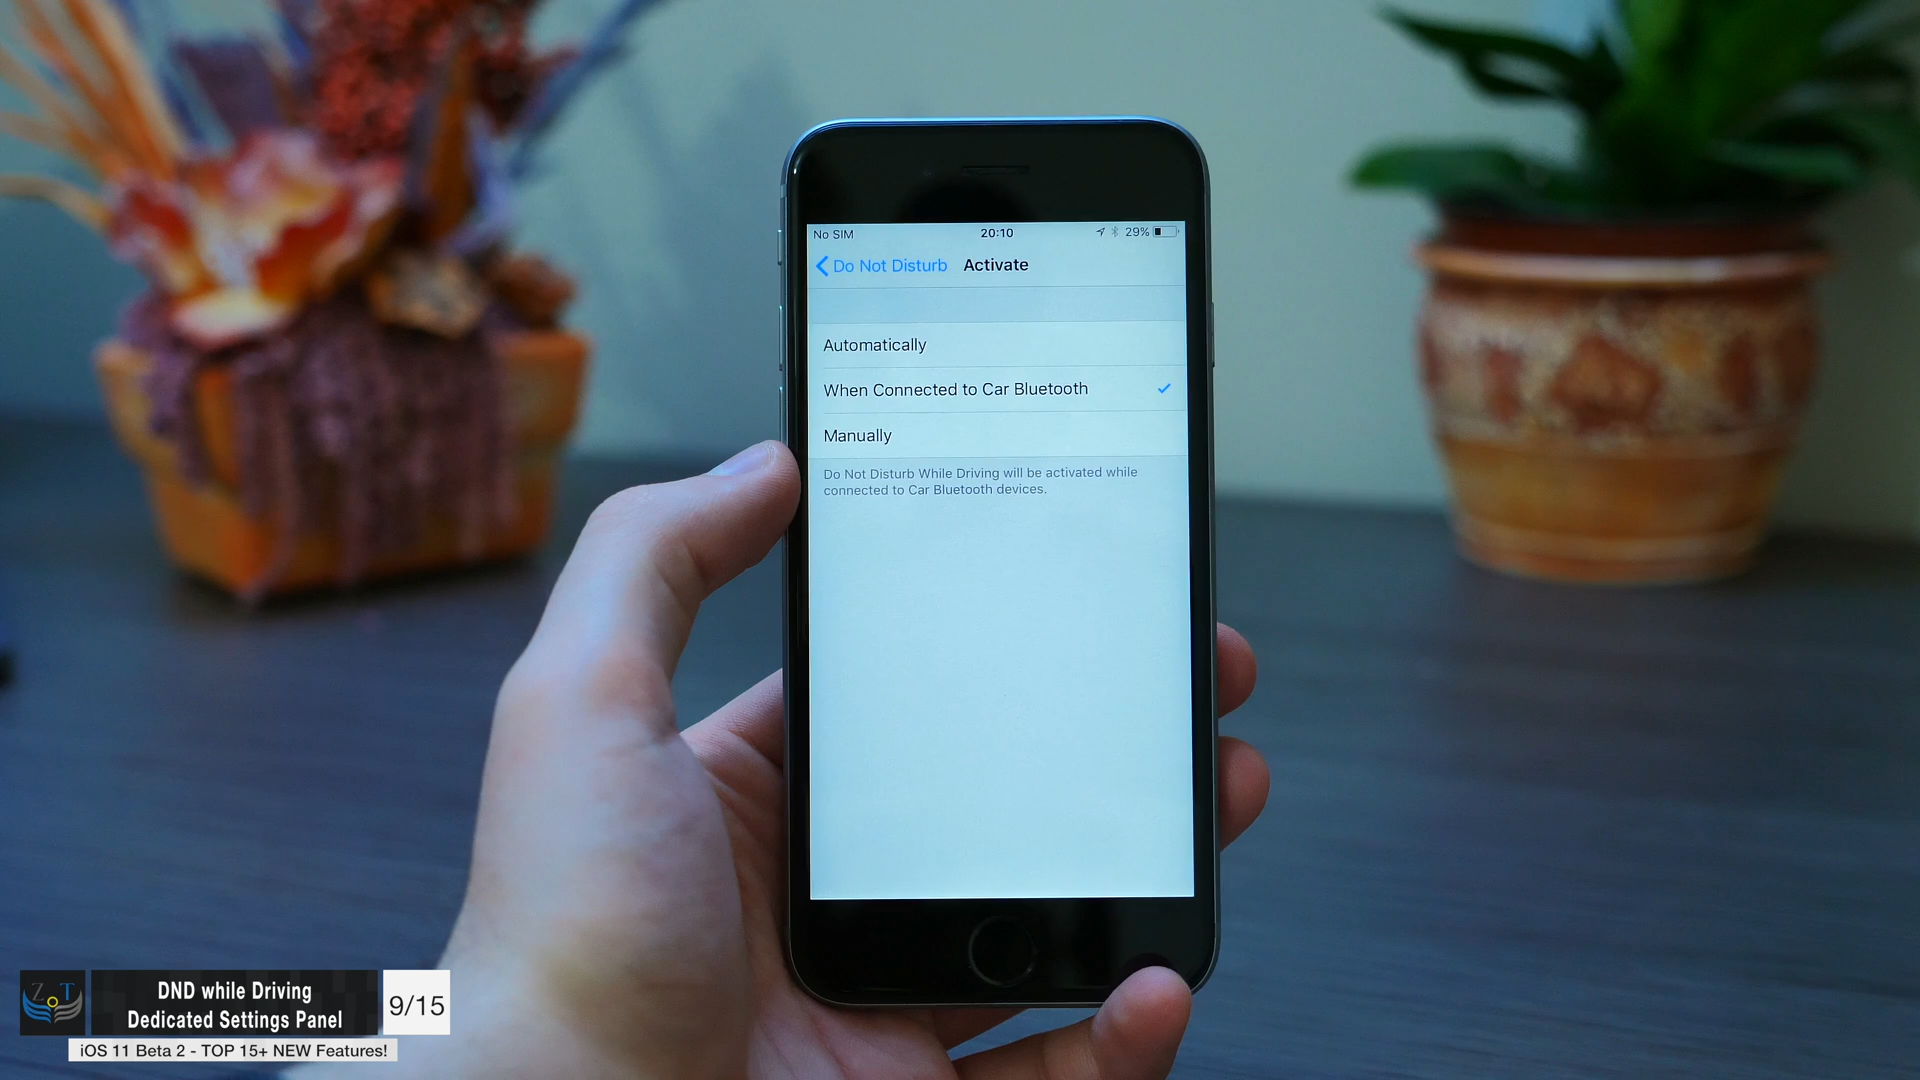 No SIM
20:10
29%
Do Not Disturb
Activate
Automatically
When Connected to Car Bluetooth
Manually
Do Not Disturb While Driving will be activated while
connected to Car Bluetooth devices.
ZoT
DND while Driving
Dedicated Settings Panel
9/15
iOS 11 Beta 2 - TOP 15+ NEW Features!